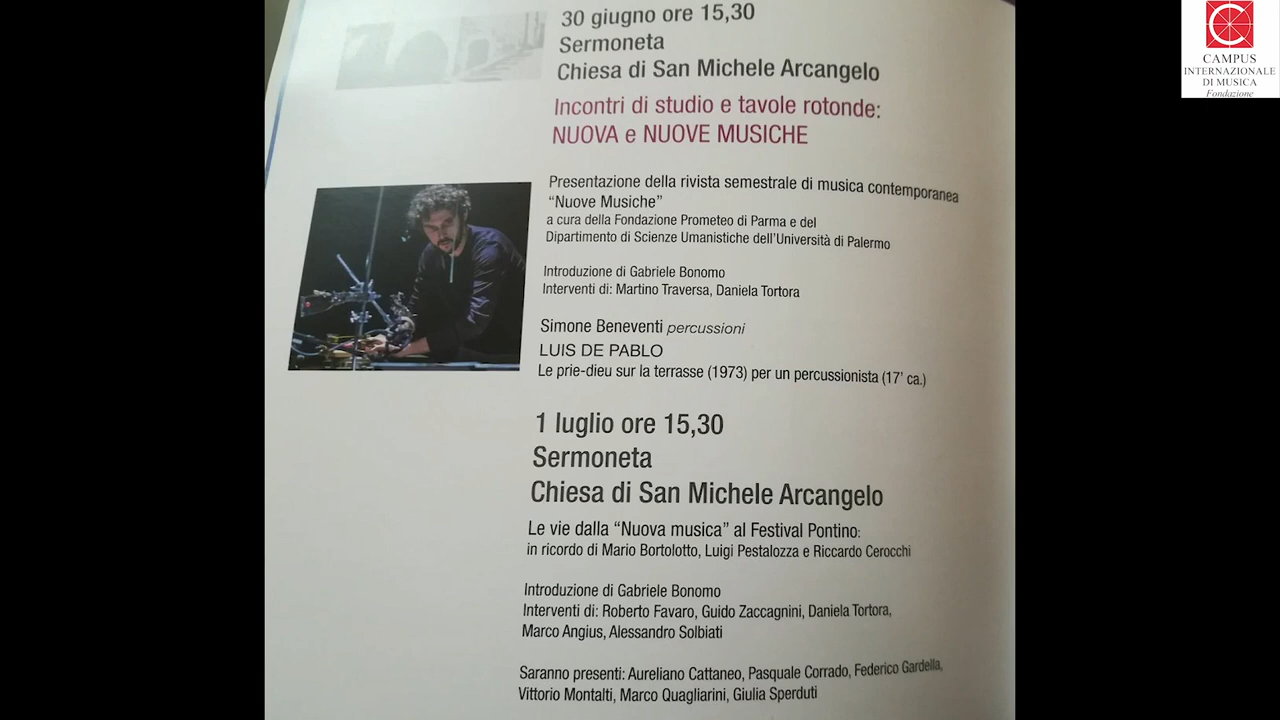 30 giugno ore 15,30
Sermoneta
Chiesa di San Michele Arcangelo
Incontri di studio e tavole rotonde:
NUOVA e NUOVE MUSICHE
Presentazione della rivista semestrale di musica contemporanea
“Nuove Musiche”
a cura della Fondazione Prometeo di Parma e del
Dipartimento di Scienze Umanistiche dell’Università di Palermo
Introduzione di Gabriele Bonomo
Interventi di: Martino Traversa, Daniela Tortora
Simone Beneventi percussioni
LUIS DE PABLO
Le prie-dieu sur la terrasse (1973) per un percussionista (17’ ca.)
1 luglio ore 15,30
Sermoneta
Chiesa di San Michele Arcangelo
Le vie dalla “Nuova musica” al Festival Pontino:
in ricordo di Mario Bortolotto, Luigi Pestalozza e Riccardo Cerocchi
Introduzione di Gabriele Bonomo
Interventi di: Roberto Favaro, Guido Zaccagnini, Daniela Tortora,
Marco Angius, Alessandro Solbiati
Saranno presenti: Aureliano Cattaneo, Pasquale Corrado, Federico Gardella,
Vittorio Montalti, Marco Quagliarini, Giulia Sperduti
CAMPUS
INTERNAZIONALE
DI MUSICA
Fondazione